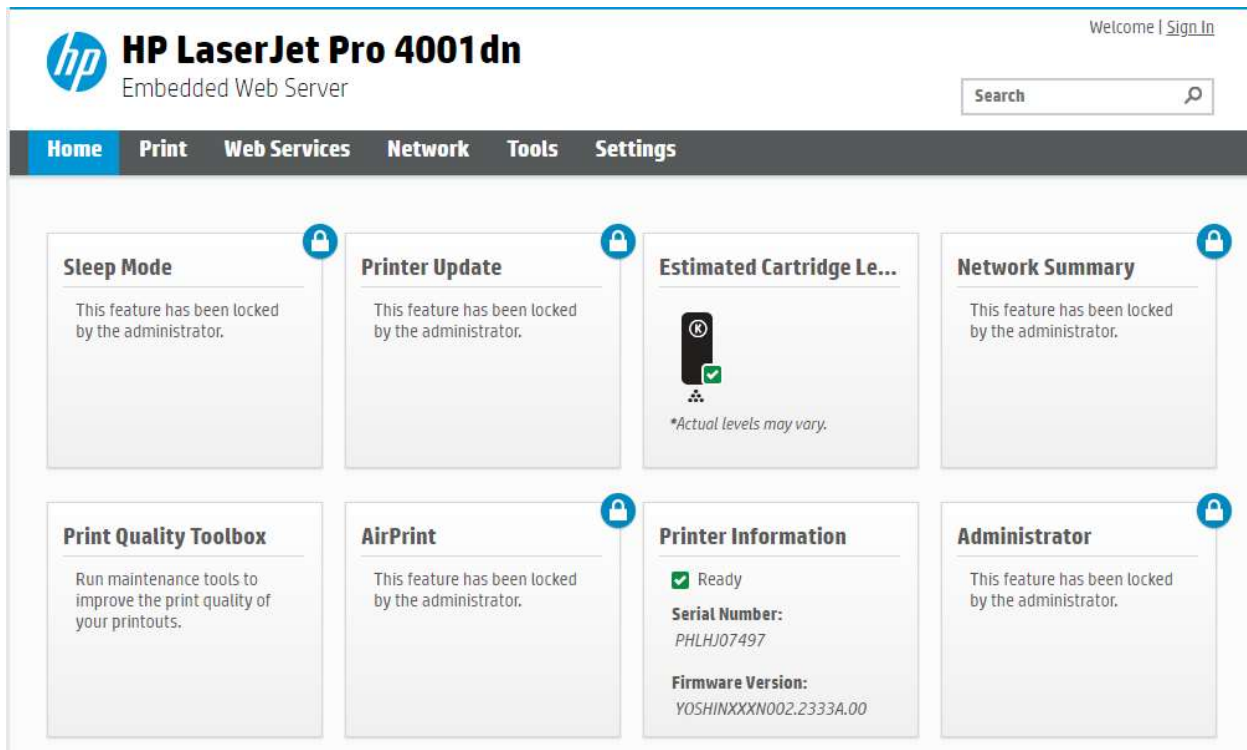 Welcome | Sign In
hp
HP LaserJet Pro 4001dn
Embedded Web Server
Search
Home Print Web Services Network Tools Settings
Sleep Mode
This feature has been locked
by the administrator.
Printer Update
This feature has been locked
by the administrator.
Estimated Cartridge Le...
K
*Actual levels may vary.
Network Summary
This feature has been locked
by the administrator.
Print Quality Toolbox
Run maintenance tools to
improve the print quality of
your printouts.
AirPrint
This feature has been locked
by the administrator.
Printer Information
Ready
Serial Number:
PHLHJ07497
Firmware Version:
YOSHINXXXN002.2333A.00
Administrator
This feature has been locked
by the administrator.